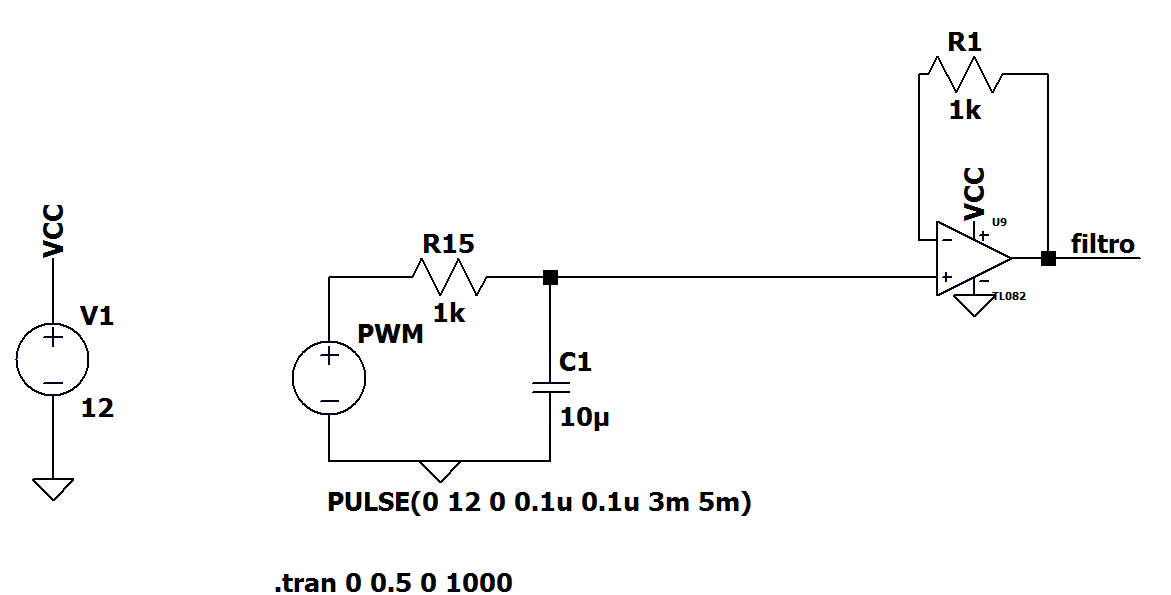 R1
1k
VCC
U9
filtro
TL082
VCC
V1
12
R15
1k
PWM
C1
10µ
PULSE(0 12 0 0.1u 0.1u 3m 5m)
.tran 0 0.5 0 1000